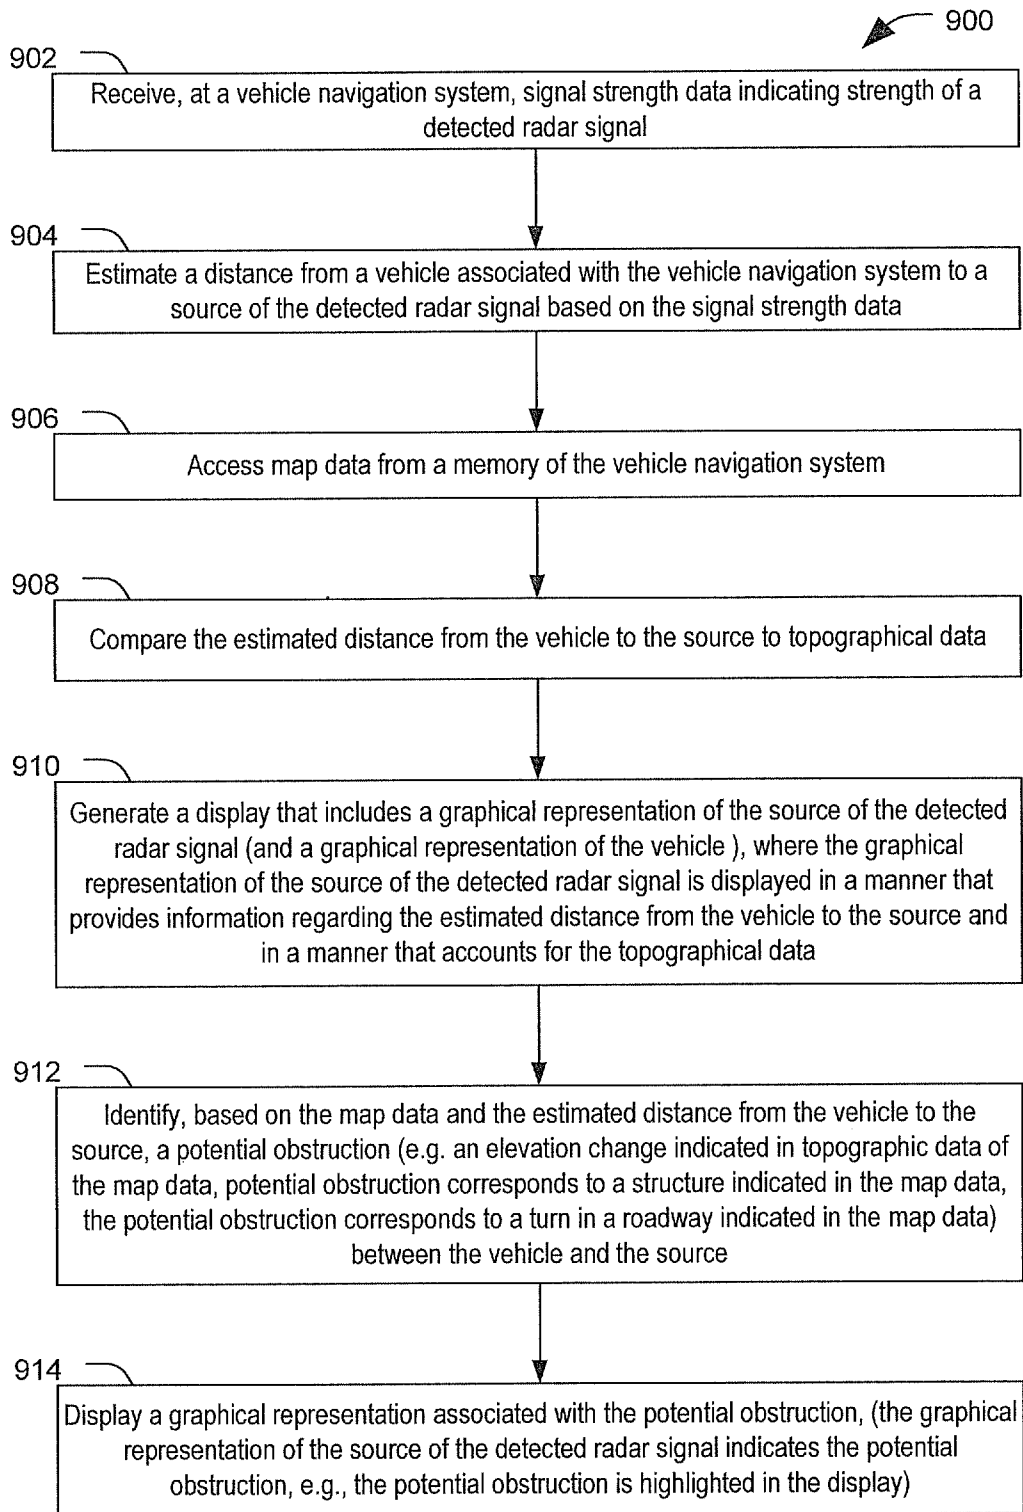 900
902
Receive, at a vehicle navigation system, signal strength data indicating strength of a
detected radar signal
904
Estimate a distance from a vehicle associated with the vehicle navigation system to a
source of the detected radar signal based on the signal strength data
906
Access map data from a memory of the vehicle navigation system
908
Compare the estimated distance from the vehicle to the source to topographical data
910
Generate a display that includes a graphical representation of the source of the detected
radar signal (and a graphical representation of the vehicle ), where the graphical
representation of the source of the detected radar signal is displayed in a manner that
provides information regarding the estimated distance from the vehicle to the source and
in a manner that accounts for the topographical data
912
Identify, based on the map data and the estimated distance from the vehicle to the
source, a potential obstruction (e.g. an elevation change indicated in topographic data of
the map data, potential obstruction corresponds to a structure indicated in the map data,
the potential obstruction corresponds to a turn in a roadway indicated in the map data)
between the vehicle and the source
914
Display a graphical representation associated with the potential obstruction, (the graphical
representation of the source of the detected radar signal indicates the potential
obstruction, e.g., the potential obstruction is highlighted in the display)